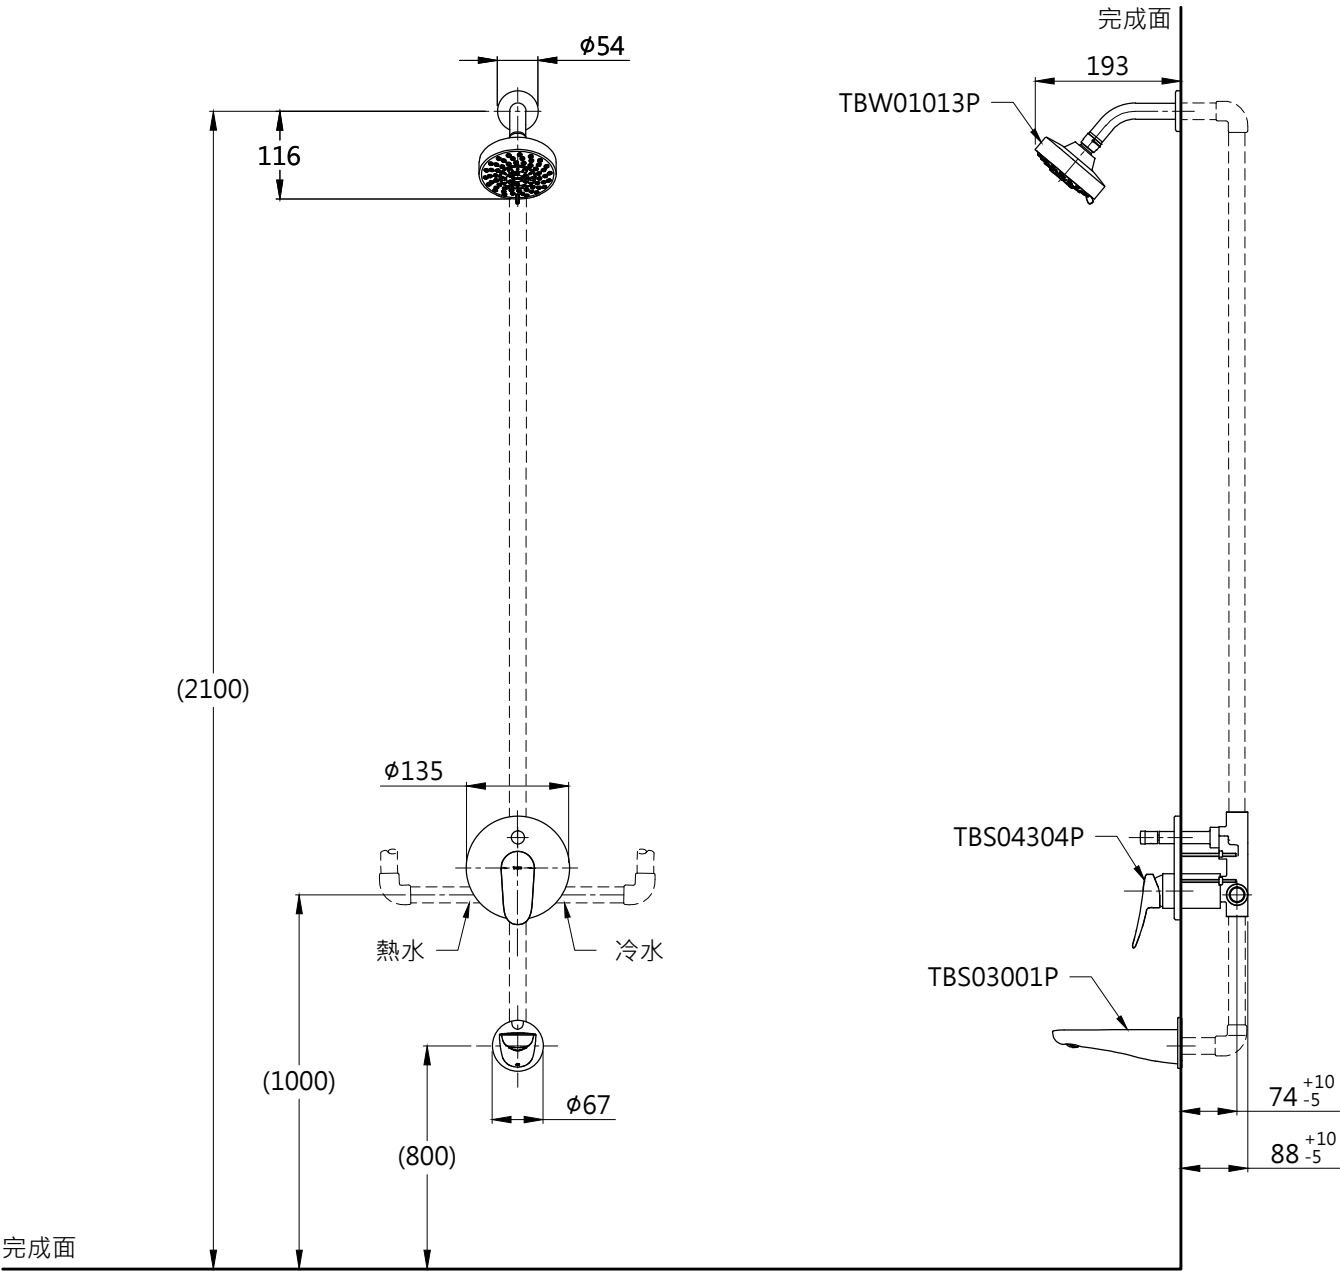 完成面
φ54
193
TBW01013P
116
(2100)
φ135
TBS04304P
熱水
冷水
TBS03001P
(1000)
74 +10 -5
φ67
(800)
88 +10 -5
完成面